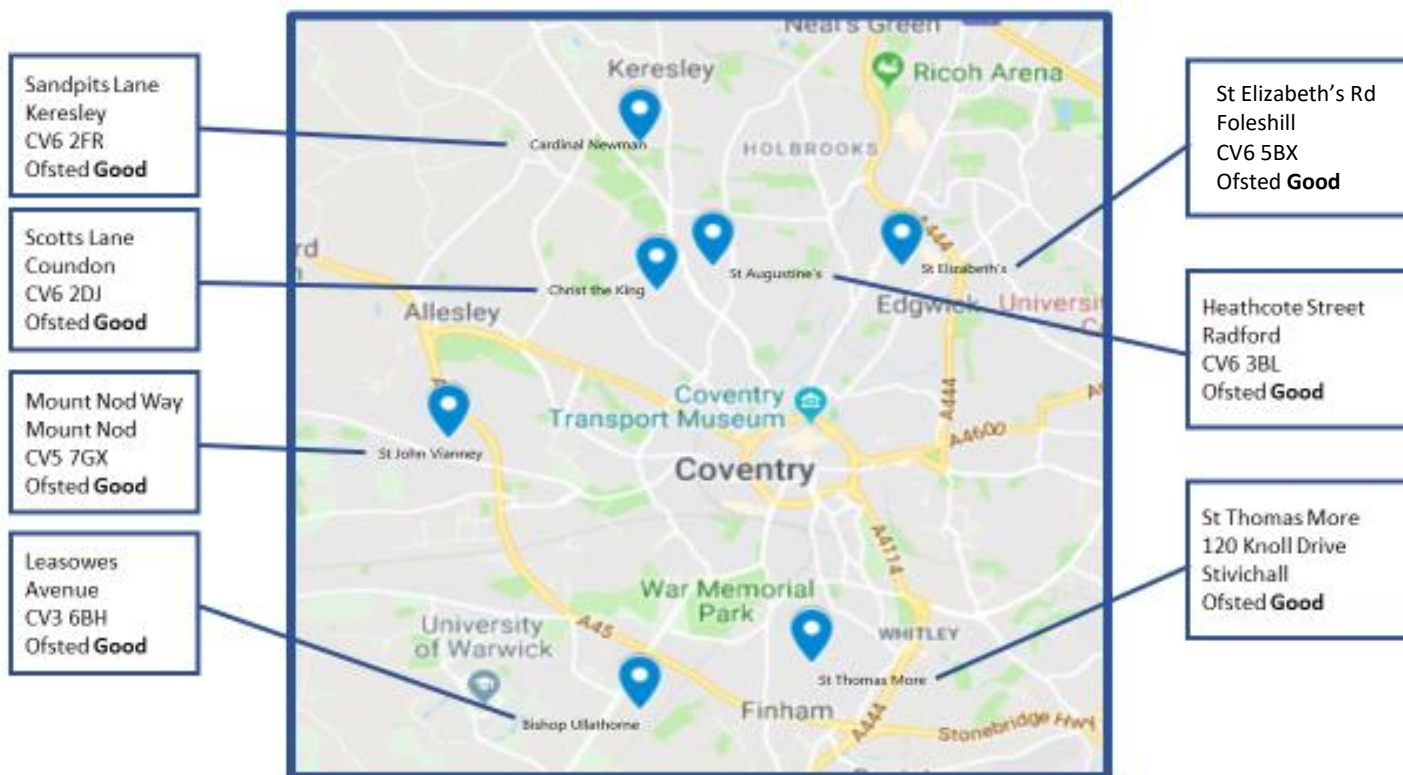 Sandpits Lane
Keresley
CV6 2FR
Ofsted Good
Scotts Lane
Coundon
CV6 2DJ
Ofsted Good
Mount Nod Way
Mount Nod
CV5 7GX
Ofsted Good
Leasowes
Avenue
CV3 6BH
Ofsted Good
Neal's Green
Keresley
Ricoh Arena
Cardinal Newman
HOLBROOKS
A444
St Elizabeth's
St Augustine's
Christ the King
Edgwick
Allesley
Coventry
Transport Museum
A444
A4600
St John Vianney
Coventry
A4114
War Memorial
Park
University
of Warwick
A45
WHITLEY
St Thomas More
Finham
Bishop Ullathorne
A444
Stonebridge Hwy
St Elizabeth's Rd
Foleshill
CV6 5BX
Ofsted Good
Heathcote Street
Radford
CV6 3BL
Ofsted Good
St Thomas More
120 Knoll Drive
Stivichall
Ofsted Good